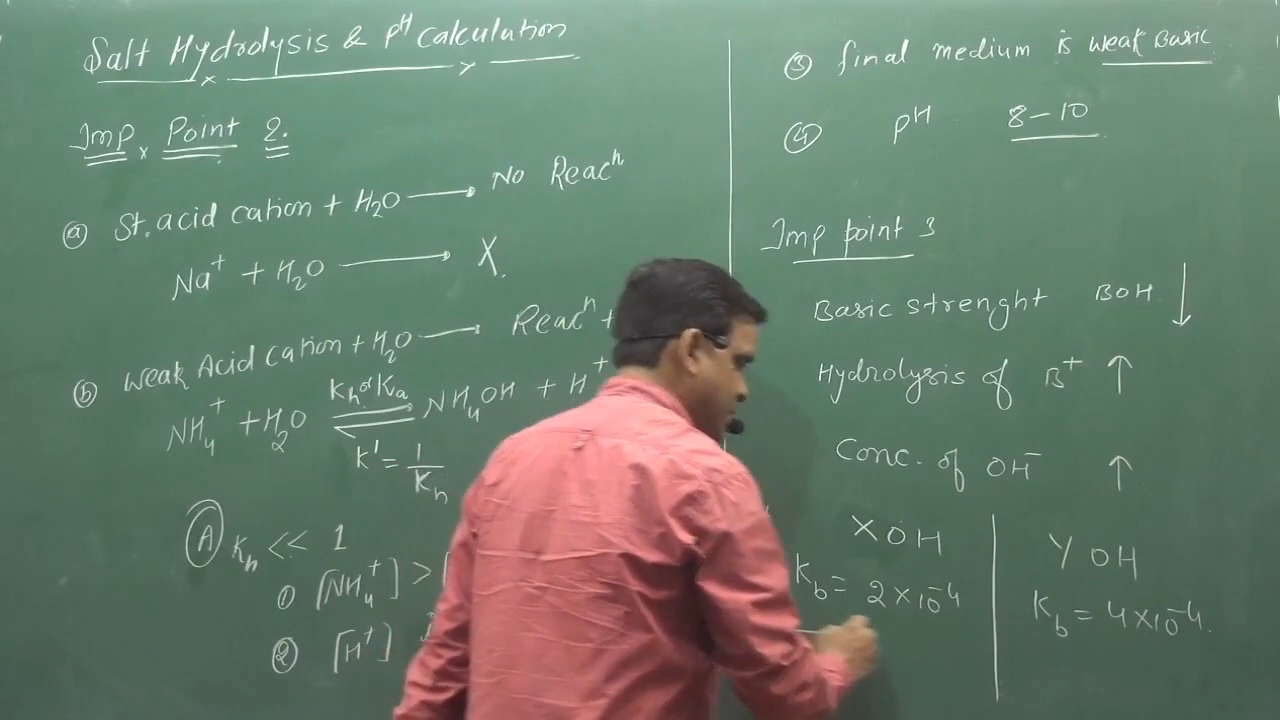 Salt Hydrolysis & pH calculation
Imp Point 2.
(a) St. acid cation + H₂O ⟶ No Reacʰ
Na⁺ + H₂O ⟶ X.
(b) weak Acid cation + H₂O ⟶ Reacʰ +
NH₄⁺ + H₂O ⇌ NH₄OH + H⁺
Kh or Ka
K' = 1/Kh
(A) Kh << 1
(1) [NH₄⁺] > [
(2) [H⁺]
(3) final medium is weak Basic
(4) pH 8-10
Imp point 3
Basic strenght BOH ↓
Hydrolysis of B⁺ ↑
Conc. of OH⁻ ↑
XOH
Kb = 2×10⁻⁴
YOH
Kb = 4×10⁻⁴.